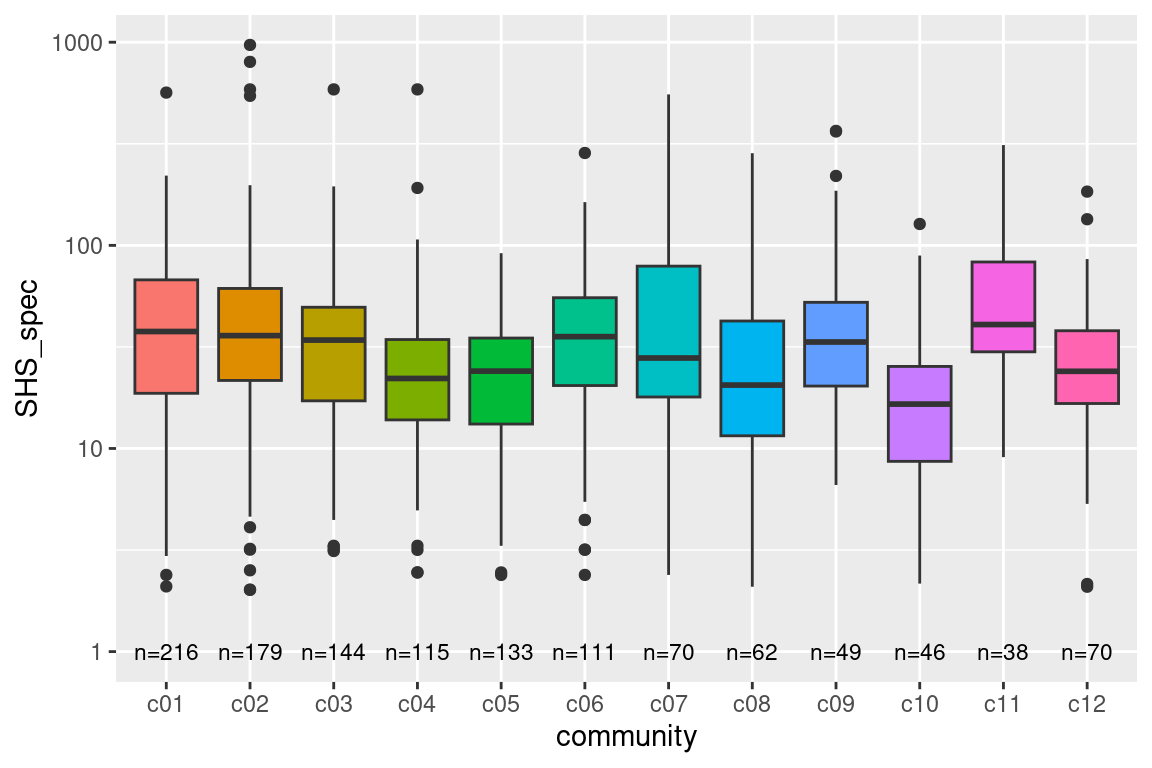 SHS_spec
1000
100
10
1
n=216 n=179 n=144 n=115 n=133 n=111 n=70 n=62 n=49 n=46 n=38 n=70
c01 c02 c03 c04 c05 c06 c07 c08 c09 c10 c11 c12
community